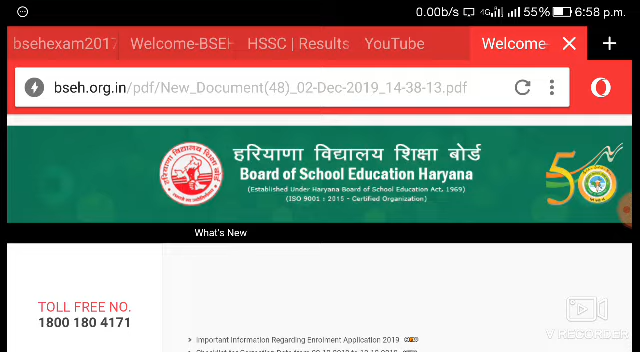 0.00b/s 4G 55% 6:58 p.m.
bsehexam2017 Welcome-BSEH HSSC | Results YouTube Welcome-
bseh.org.in/pdf/New_Document(48)_02-Dec-2019_14-38-13.pdf
हरियाणा विद्यालय शिक्षा बोर्ड
Board of School Education Haryana
(Established Under Haryana Board of School Education Act, 1969)
(ISO 9001 : 2015 - Certified Organization)
50
What's New
TOLL FREE NO.
1800 180 4171
Important Information Regarding Enrolment Application 2019
V RECORDER